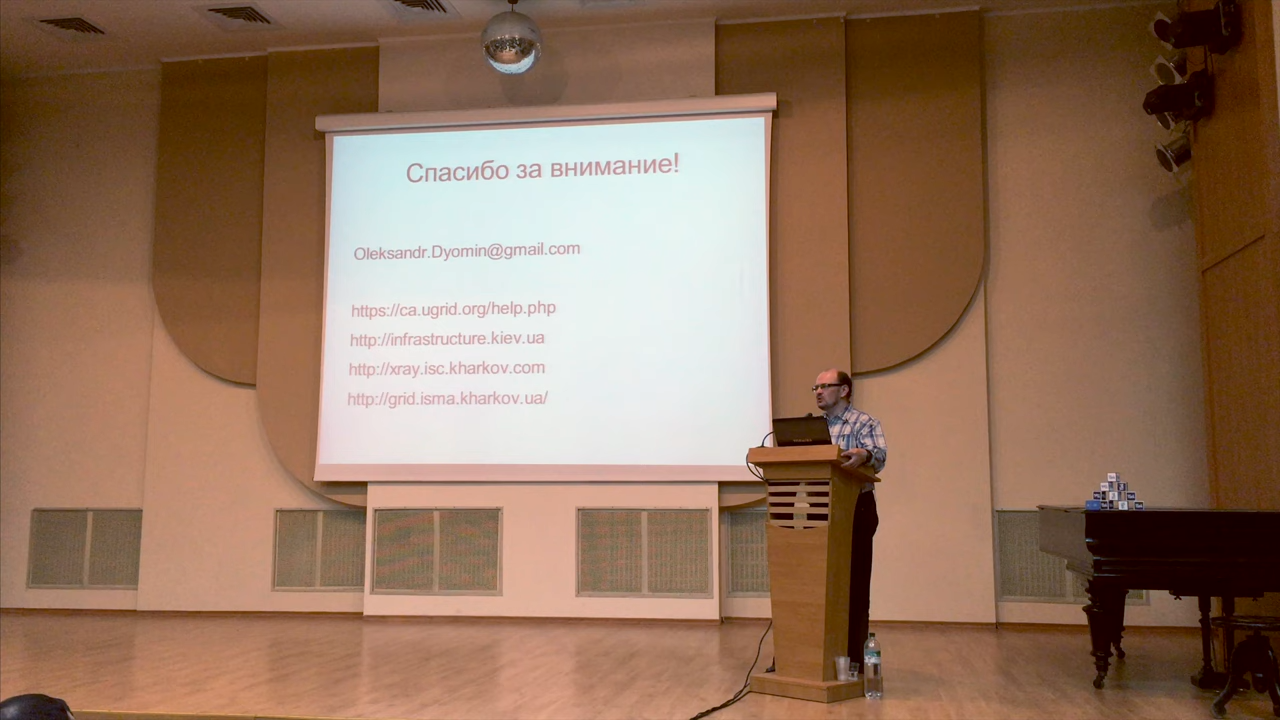 Спасибо за внимание!
Oleksandr.Dyomin@gmail.com
https://ca.ugrid.org/help.php
http://infrastructure.kiev.ua
http://xray.isc.kharkov.com
http://grid.isma.kharkov.ua/